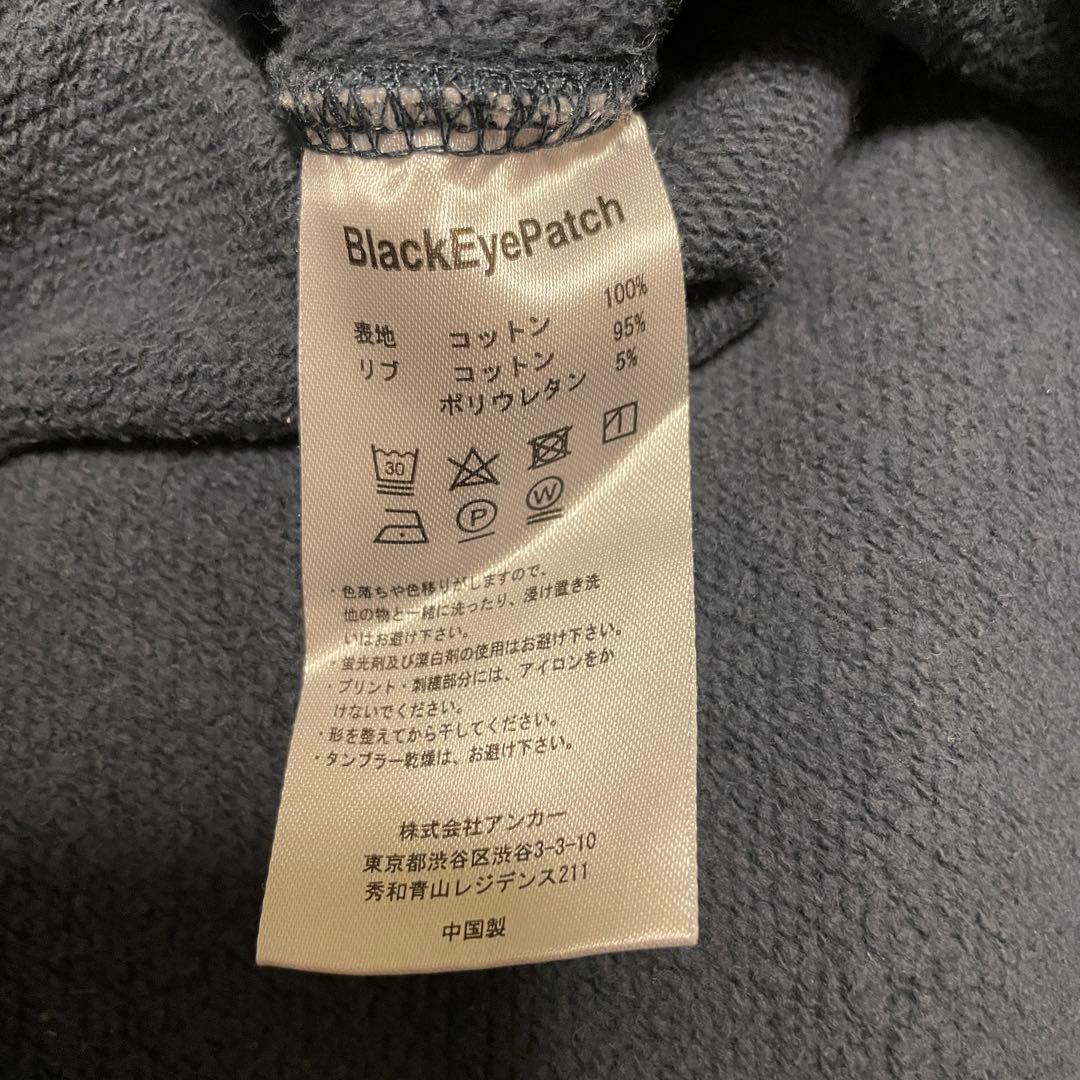 BlackEyePatch
表地 コットン 100%
リブ コットン 95%
ポリウレタン 5%
30
P W
・色落ちや色移りがしますので、
他の物と一緒に洗ったり、浸け置き洗
いはお避け下さい。
・蛍光剤及び漂白剤の使用はお避け下さい。
・プリント・刺繍部分には、アイロンをか
けないでください。
・形を整えてから干してください。
・タンブラー乾燥は、お避け下さい。
株式会社アンカー
東京都渋谷区渋谷3-3-10
秀和青山レジデンス211
中国製